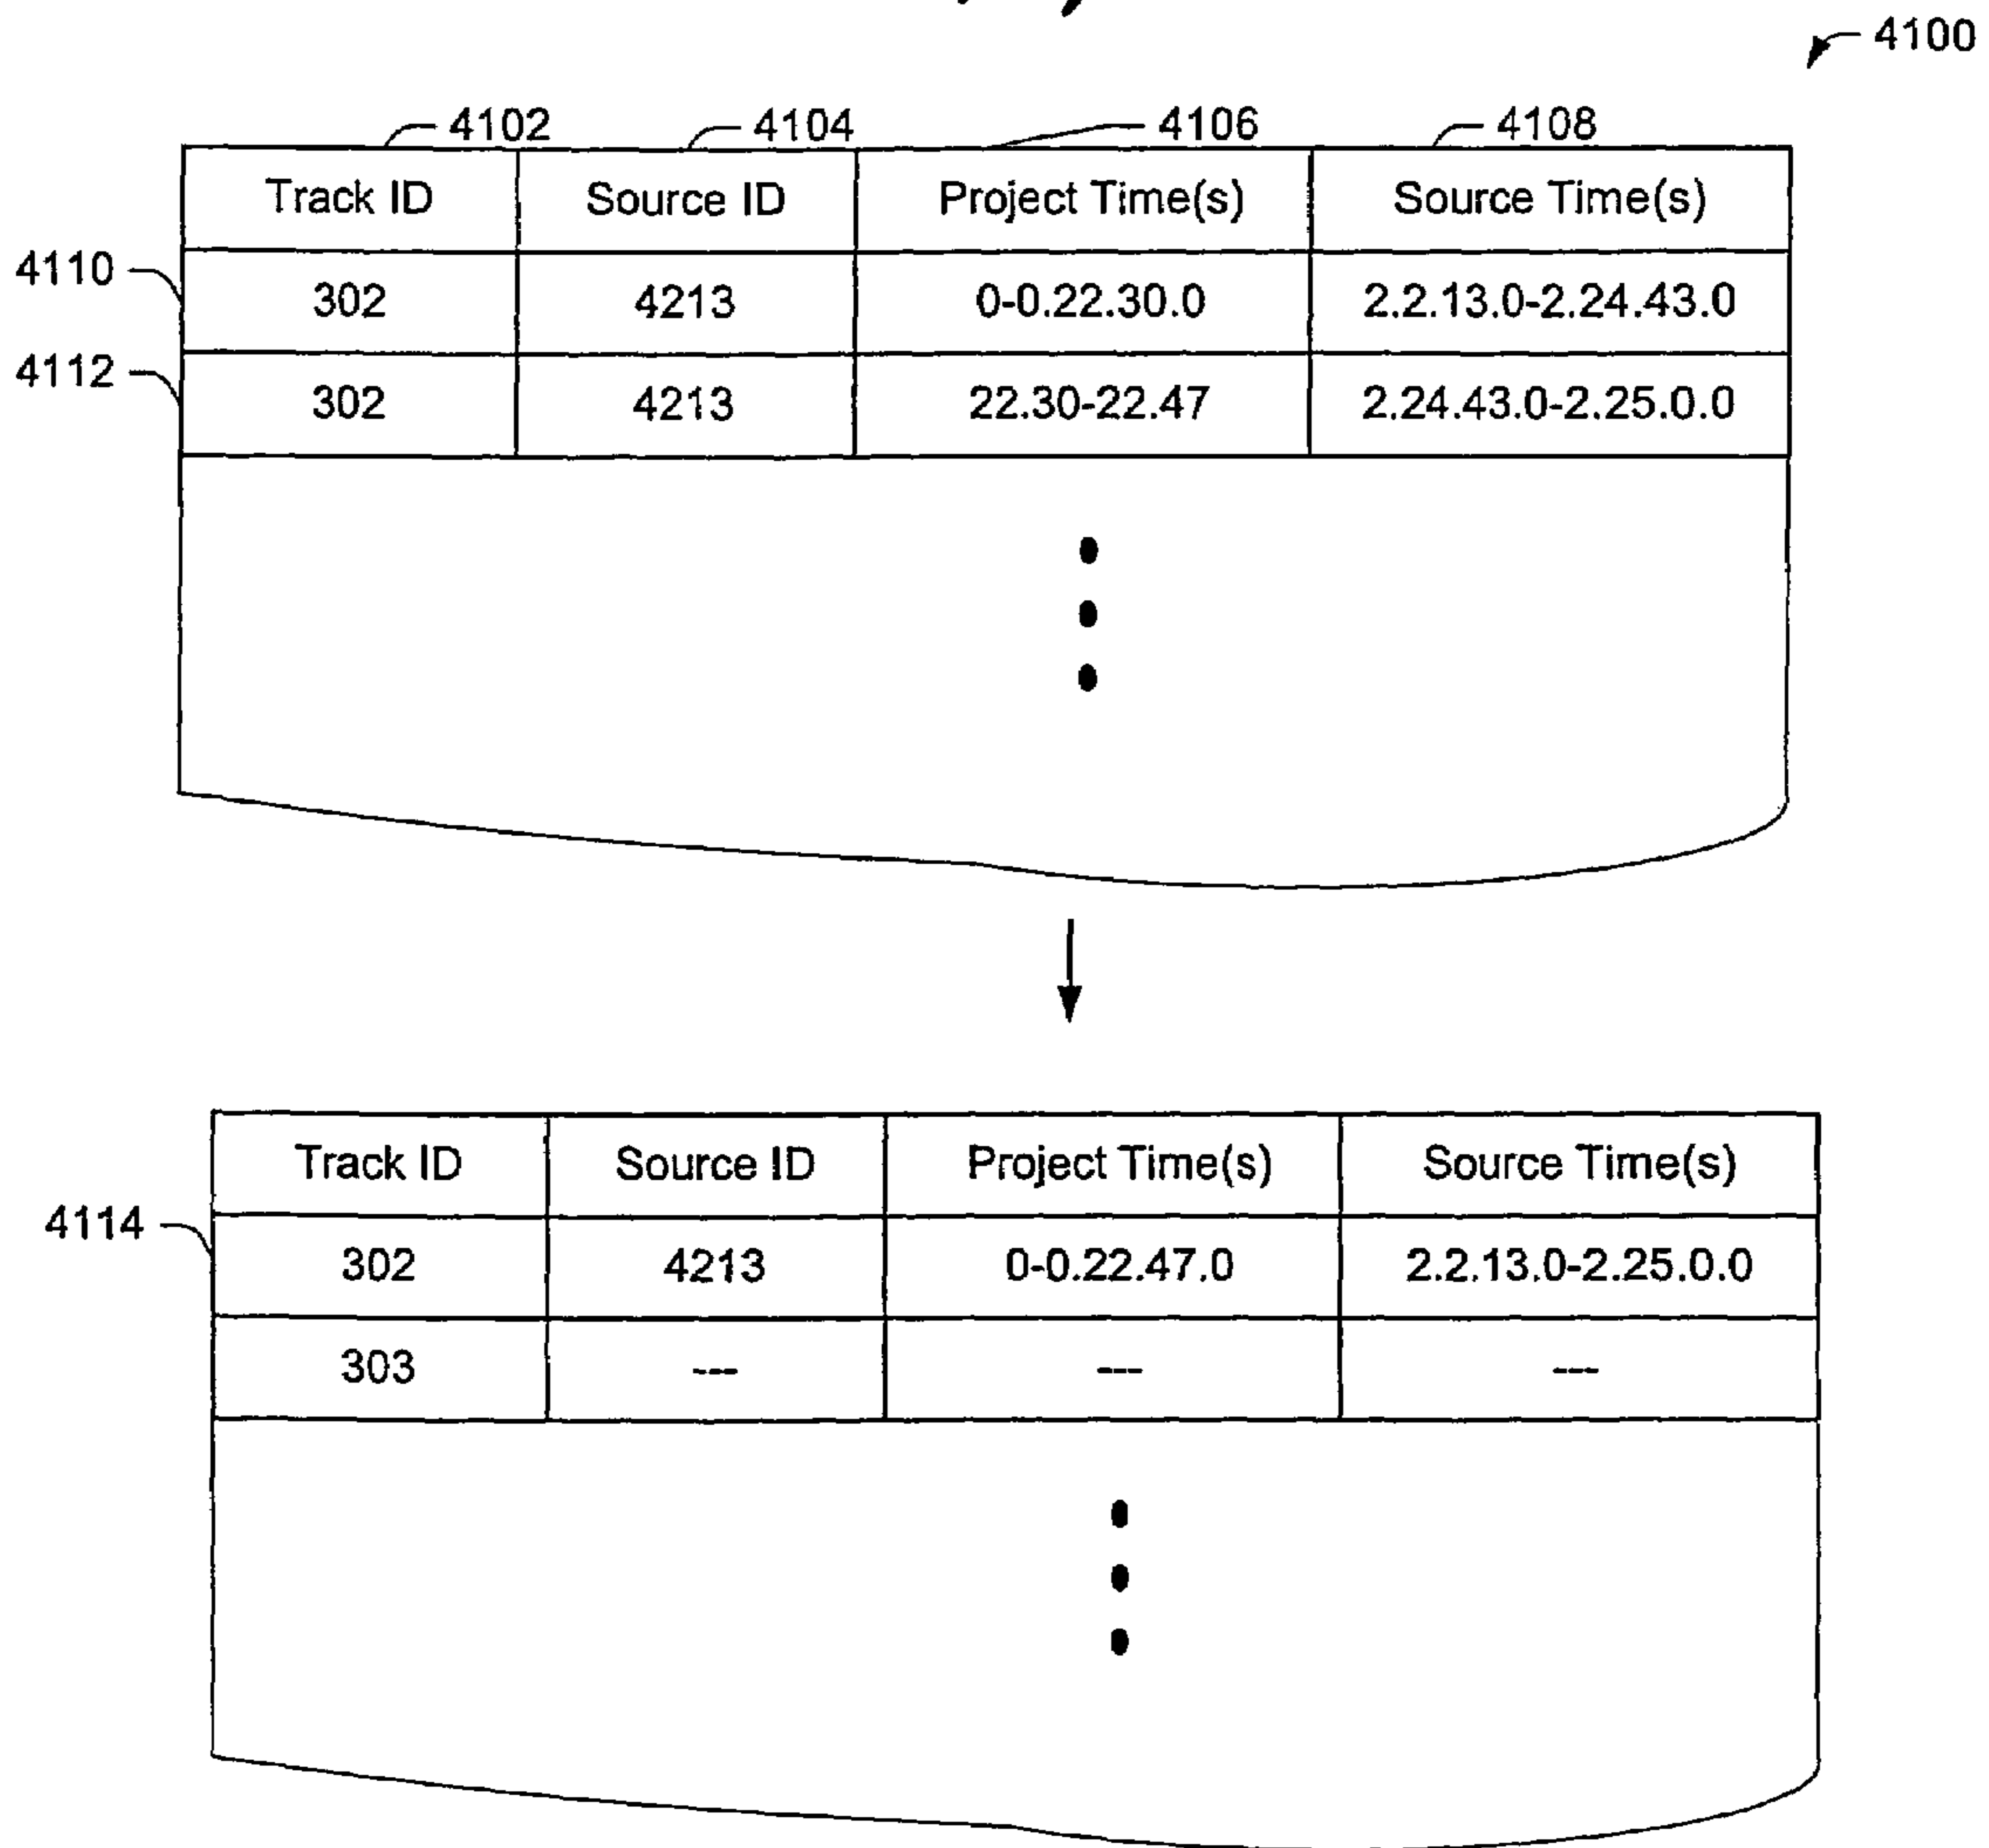 4100
4102 4104 4106 4108
Track ID Source ID Project Time(s) Source Time(s)
4110 302 4213 0-0.22.30.0 2.2.13.0-2.24.43.0
4112 302 4213 22.30-22.47 2.24.43.0-2.25.0.0
Track ID Source ID Project Time(s) Source Time(s)
4114 302 4213 0-0.22.47.0 2.2.13.0-2.25.0.0
303 --- --- ---